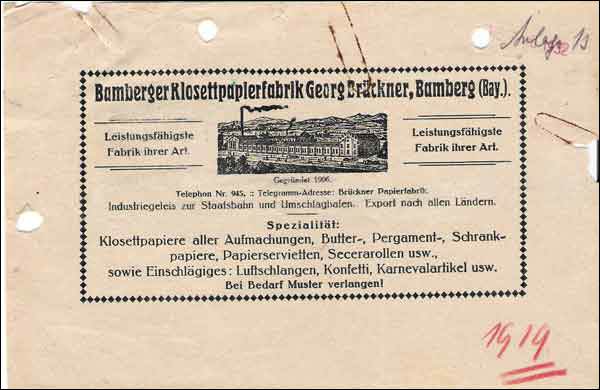 Anlage 13
Bamberger Klosettpapierfabrik Georg Brückner, Bamberg (Bay.).
Leistungsfähigste
Fabrik ihrer Art.
Leistungsfähigste
Fabrik ihrer Art.
Gegründet 1906.
Telephon Nr. 945. :: Telegramm-Adresse: Brückner Papierfabrik.
Industriegeleis zur Staatsbahn und Umschlaghafen. Export nach allen Ländern.
Spezialität:
Klosettpapiere aller Aufmachungen, Butter-, Pergament-, Schrank-
papiere, Papierservietten, Secerarollen usw.,
sowie Einschlägiges: Luftschlangen, Konfetti, Karnevalartikel usw.
Bei Bedarf Muster verlangen!
1919